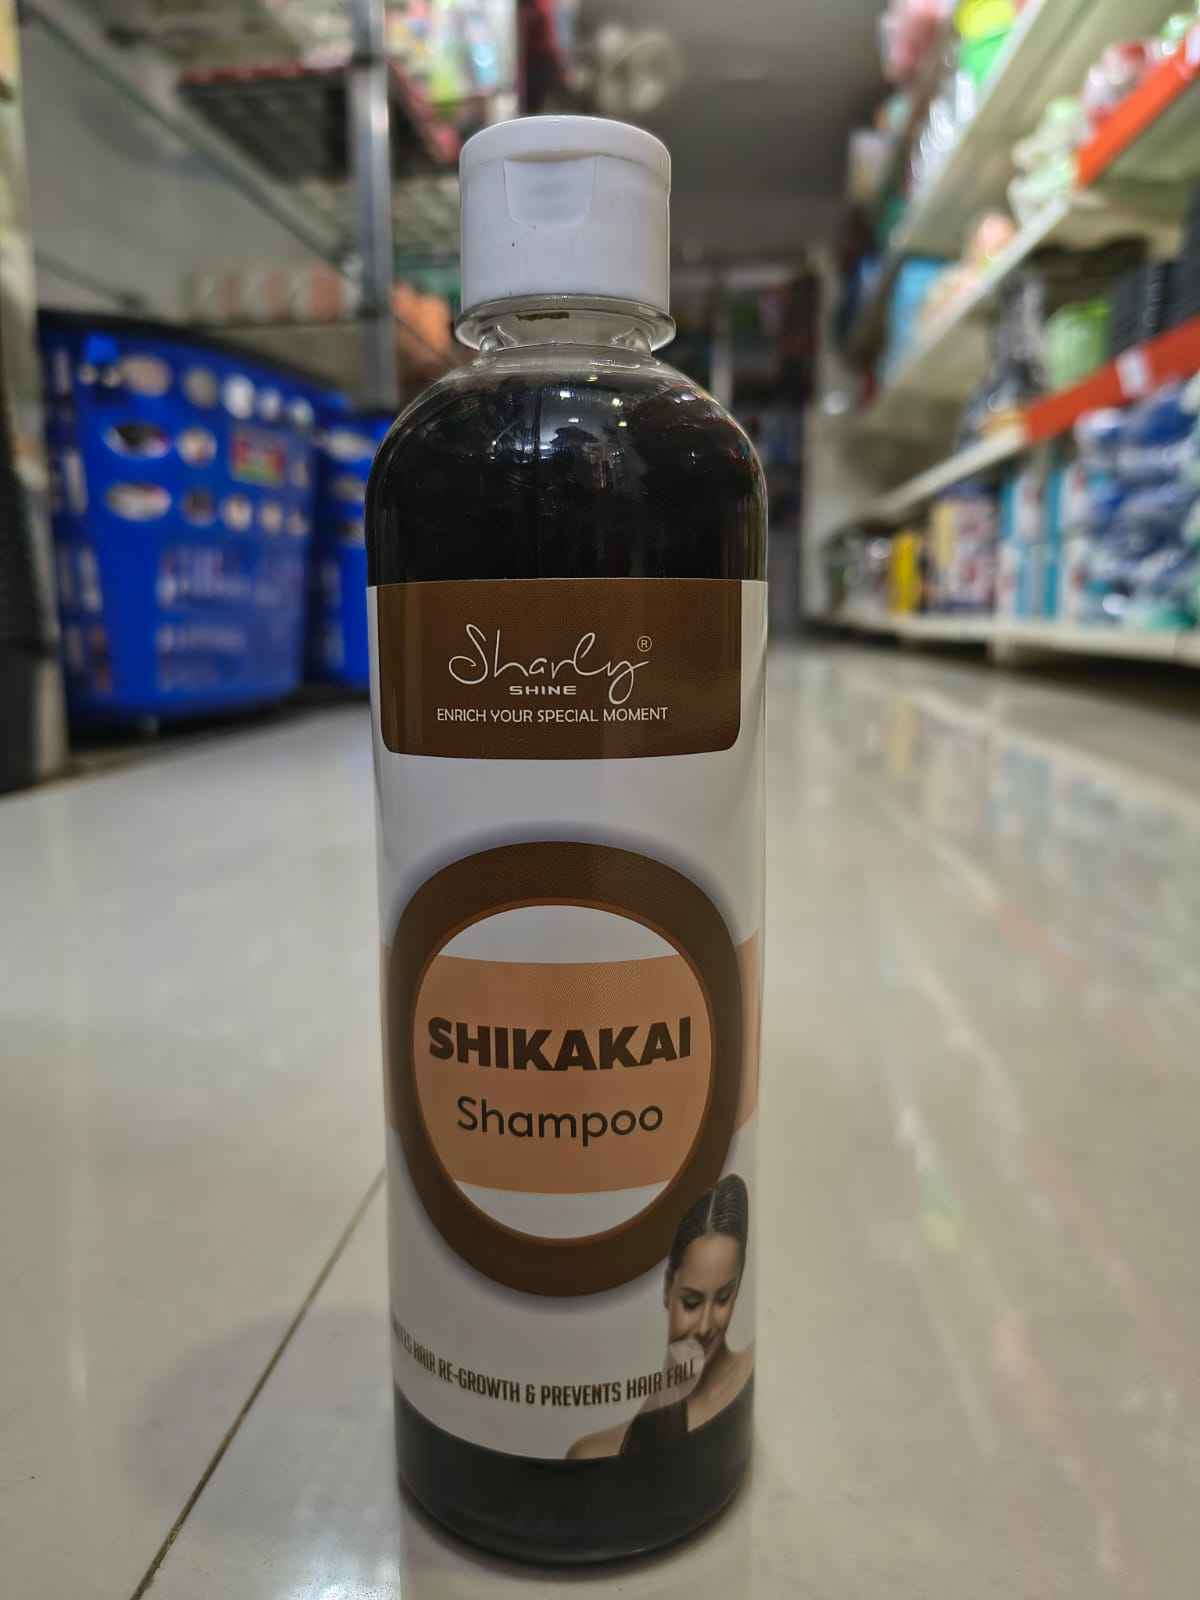 Sharly®
SHINE
ENRICH YOUR SPECIAL MOMENT
SHIKAKAI
Shampoo
HAIR RE-GROWTH & PREVENTS HAIR FALL